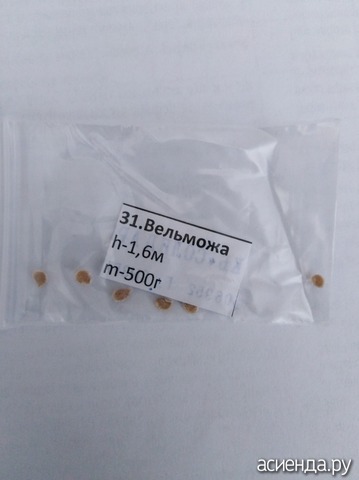 31.Вельможа
h-1,6м
m-500г
асиенда.ру